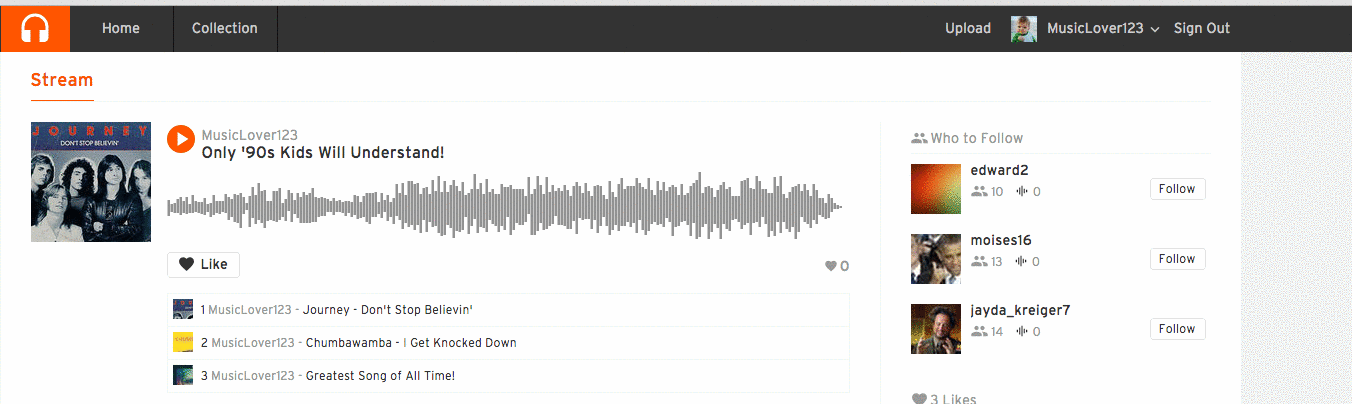 Home
Collection
Upload
MusicLover123
Sign Out
Stream
JOURNEY
DON'T STOP BELIEVIN'
MusicLover123
Only '90s Kids Will Understand!
Like
0
1 MusicLover123 - Journey - Don't Stop Believin'
2 MusicLover123 - Chumbawamba - I Get Knocked Down
3 MusicLover123 - Greatest Song of All Time!
Who to Follow
edward2
10 0
Follow
moises16
13 0
Follow
jayda_kreiger7
14 0
Follow
3 Likes